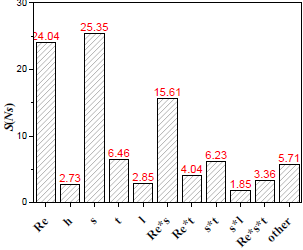 S(Ns)
30
20
10
0
24.04
2.73
25.35
6.46
2.85
15.61
4.04
6.23
1.85
3.36
5.71
Re
h
s
t
l
Re*s
Re*t
s*t
s*l
Re*s*t
other